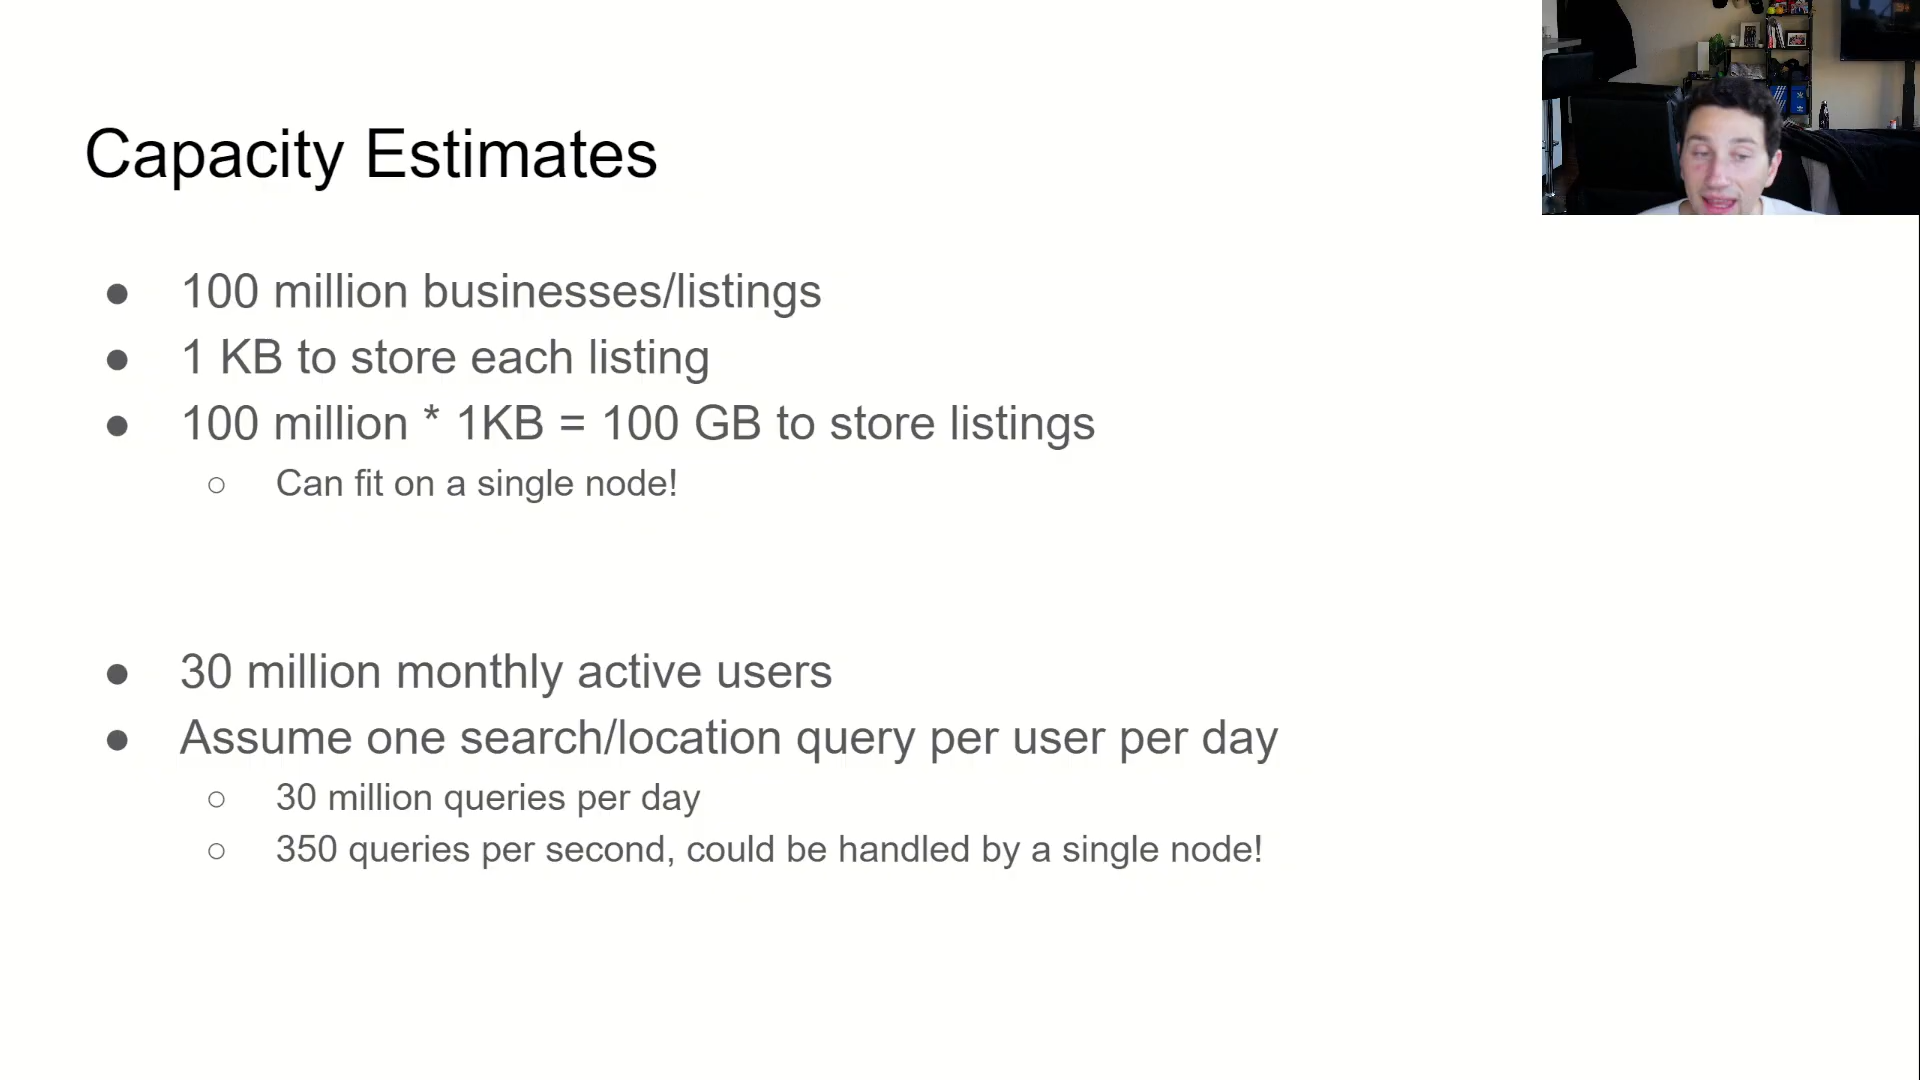 Capacity Estimates
● 100 million businesses/listings
● 1 KB to store each listing
● 100 million * 1KB = 100 GB to store listings
○ Can fit on a single node!
● 30 million monthly active users
● Assume one search/location query per user per day
○ 30 million queries per day
○ 350 queries per second, could be handled by a single node!